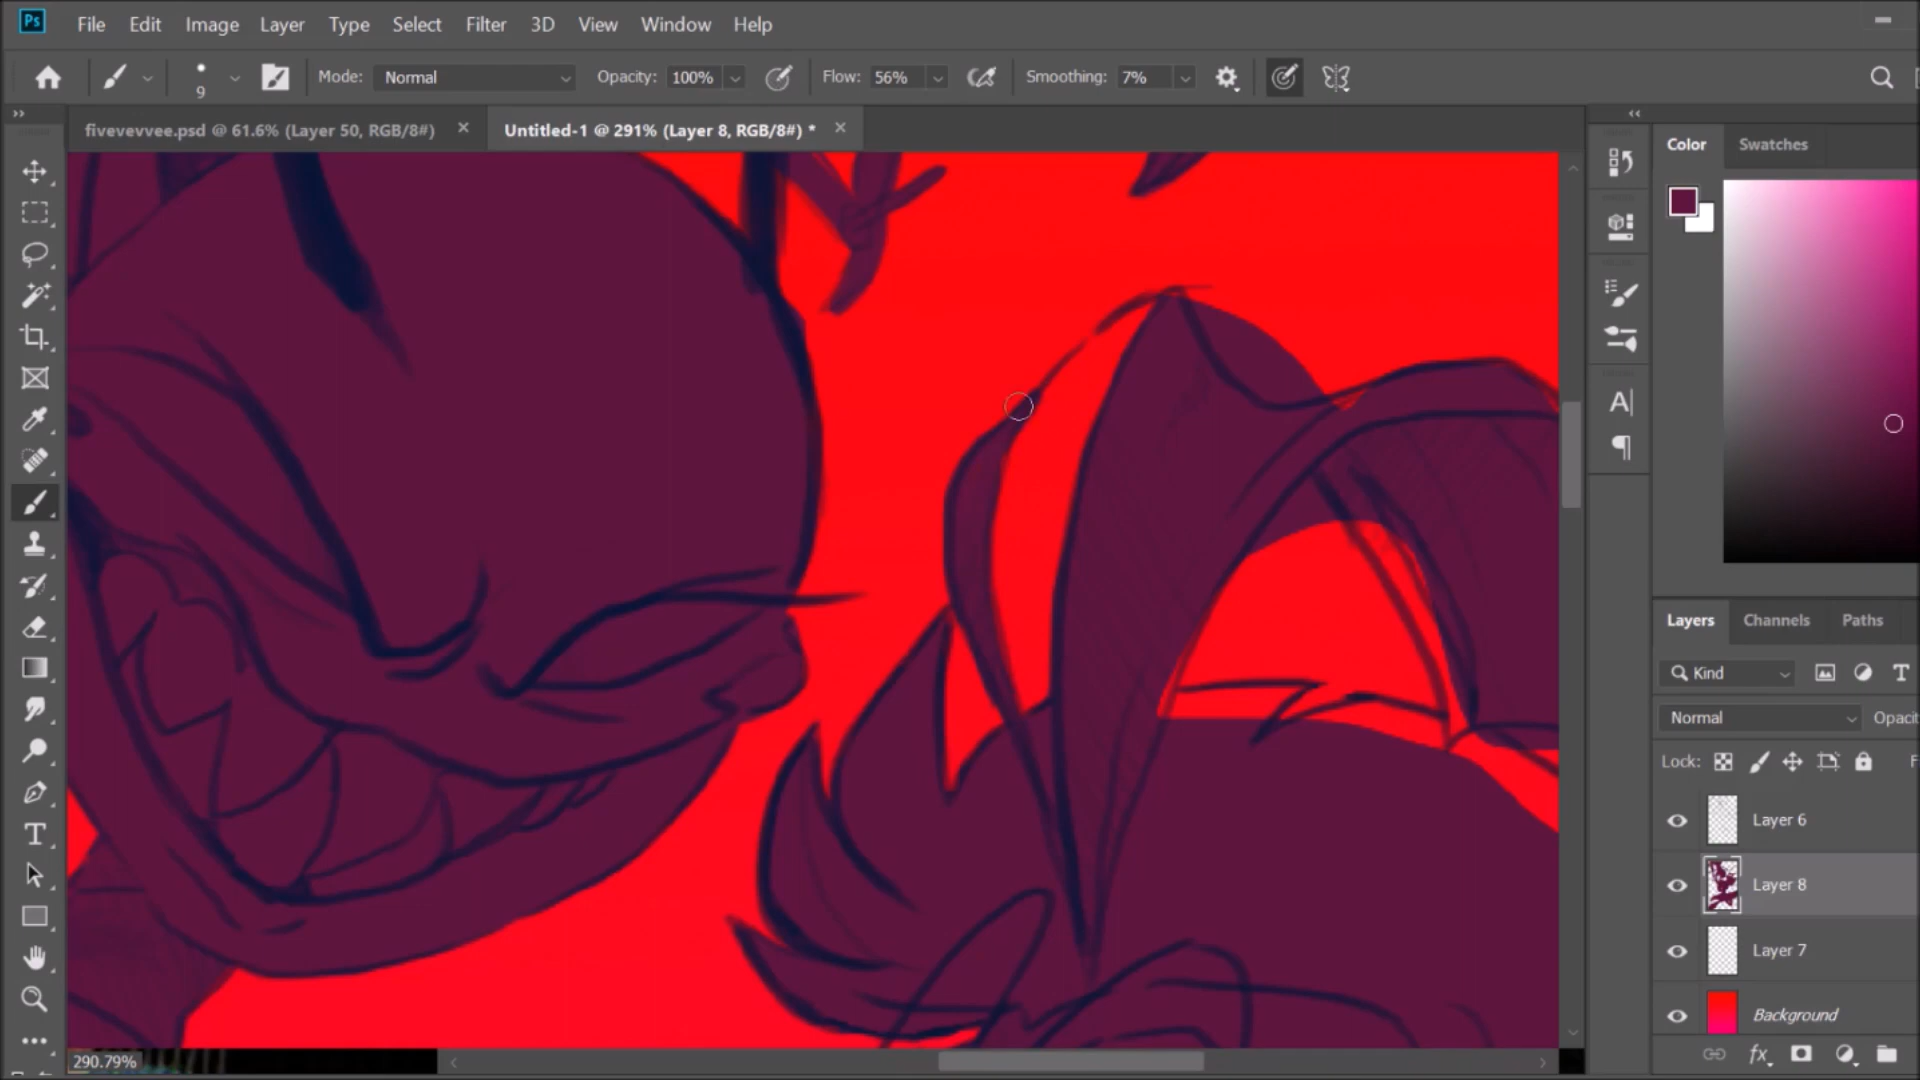 Ps File Edit Image Layer Type Select Filter 3D View Window Help
9 Mode: Normal Opacity: 100% Flow: 56% Smoothing: 7%
fivevevvee.psd @ 61.6% (Layer 50, RGB/8#) Untitled-1 @ 291% (Layer 8, RGB/8#) *
Color Swatches
Layers Channels Paths
Kind
Normal Opacit
Lock: F
Layer 6
Layer 8
Layer 7
Background
290.79%